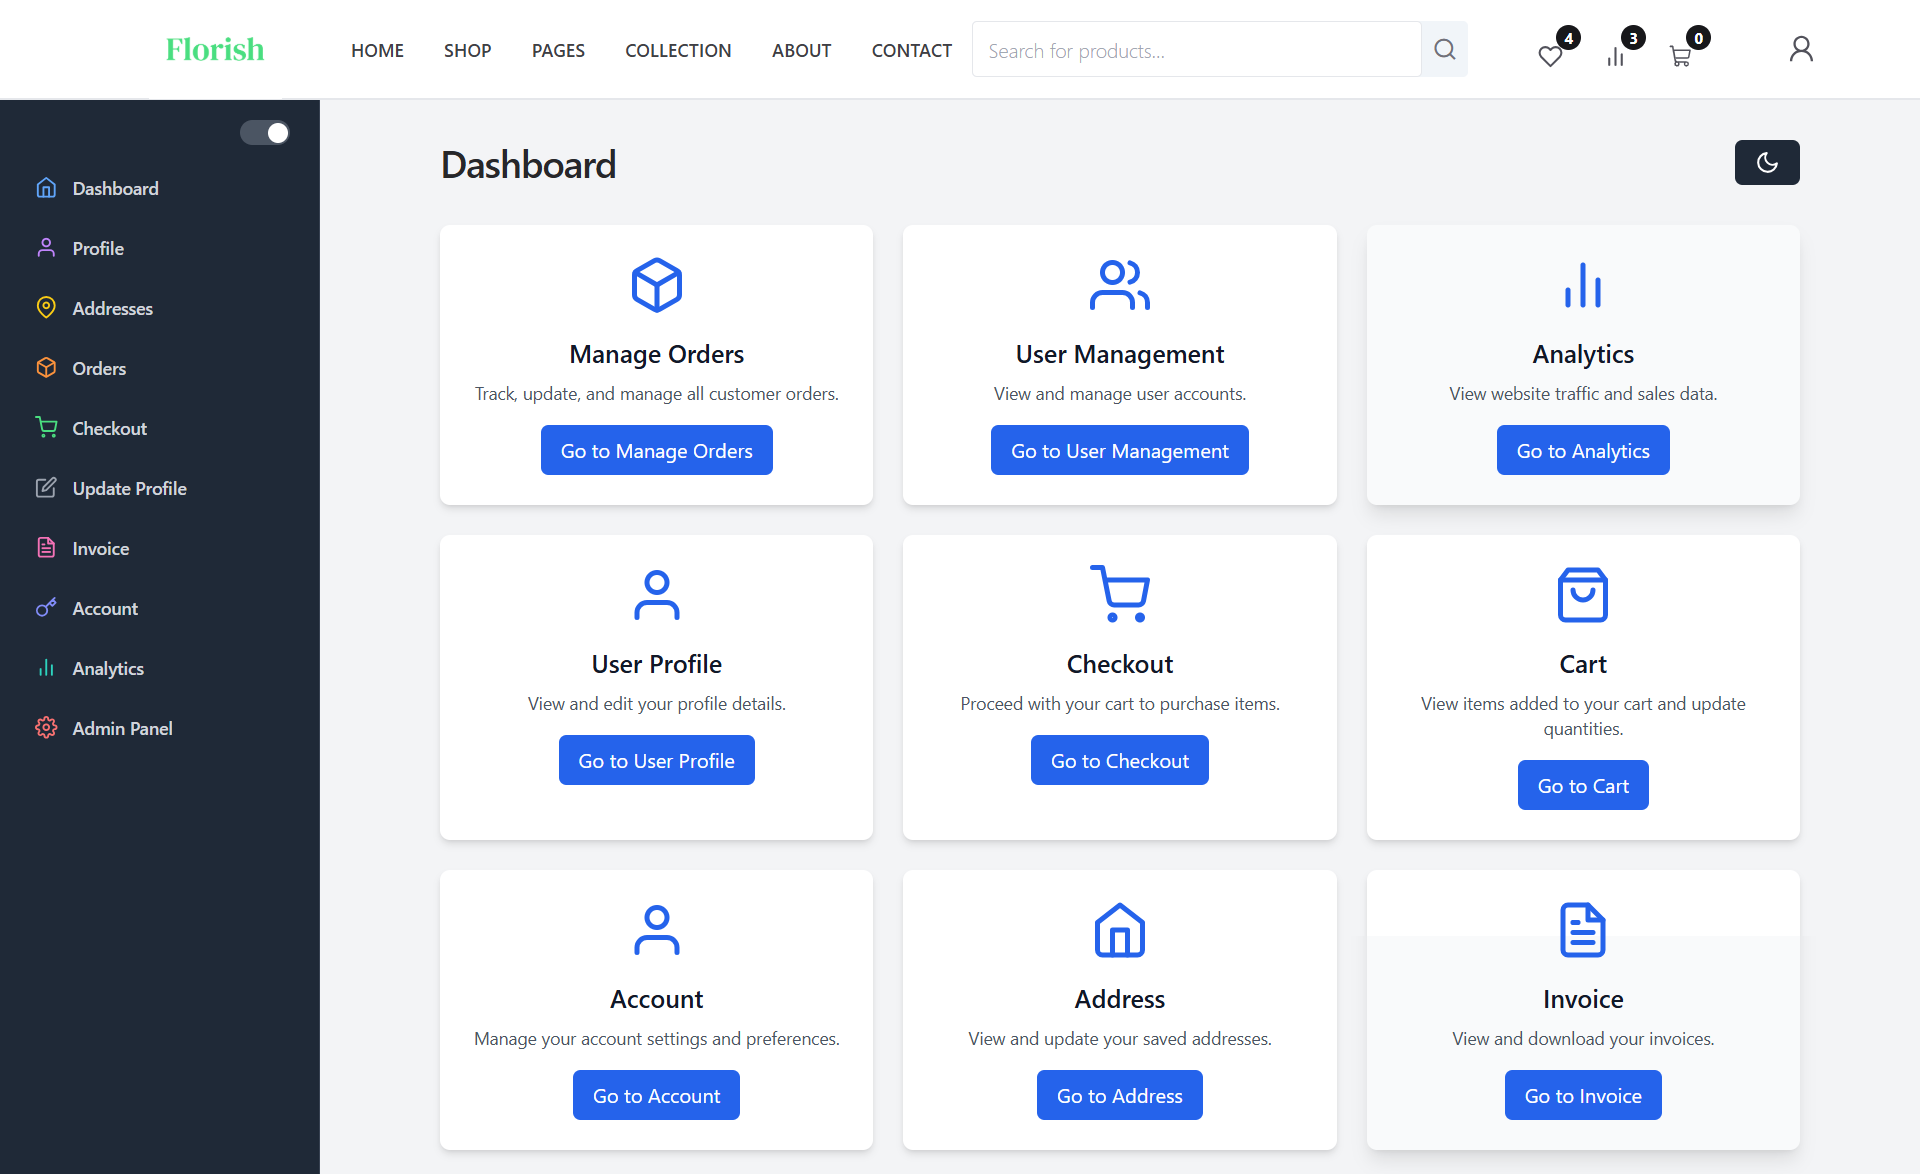 Florish
HOME
SHOP
PAGES
COLLECTION
ABOUT
CONTACT
Search for products...
4
3
0
Dashboard
Profile
Addresses
Orders
Checkout
Update Profile
Invoice
Account
Analytics
Admin Panel
Dashboard
Manage Orders
Track, update, and manage all customer orders.
Go to Manage Orders
User Management
View and manage user accounts.
Go to User Management
Analytics
View website traffic and sales data.
Go to Analytics
User Profile
View and edit your profile details.
Go to User Profile
Checkout
Proceed with your cart to purchase items.
Go to Checkout
Cart
View items added to your cart and update
quantities.
Go to Cart
Account
Manage your account settings and preferences.
Go to Account
Address
View and update your saved addresses.
Go to Address
Invoice
View and download your invoices.
Go to Invoice